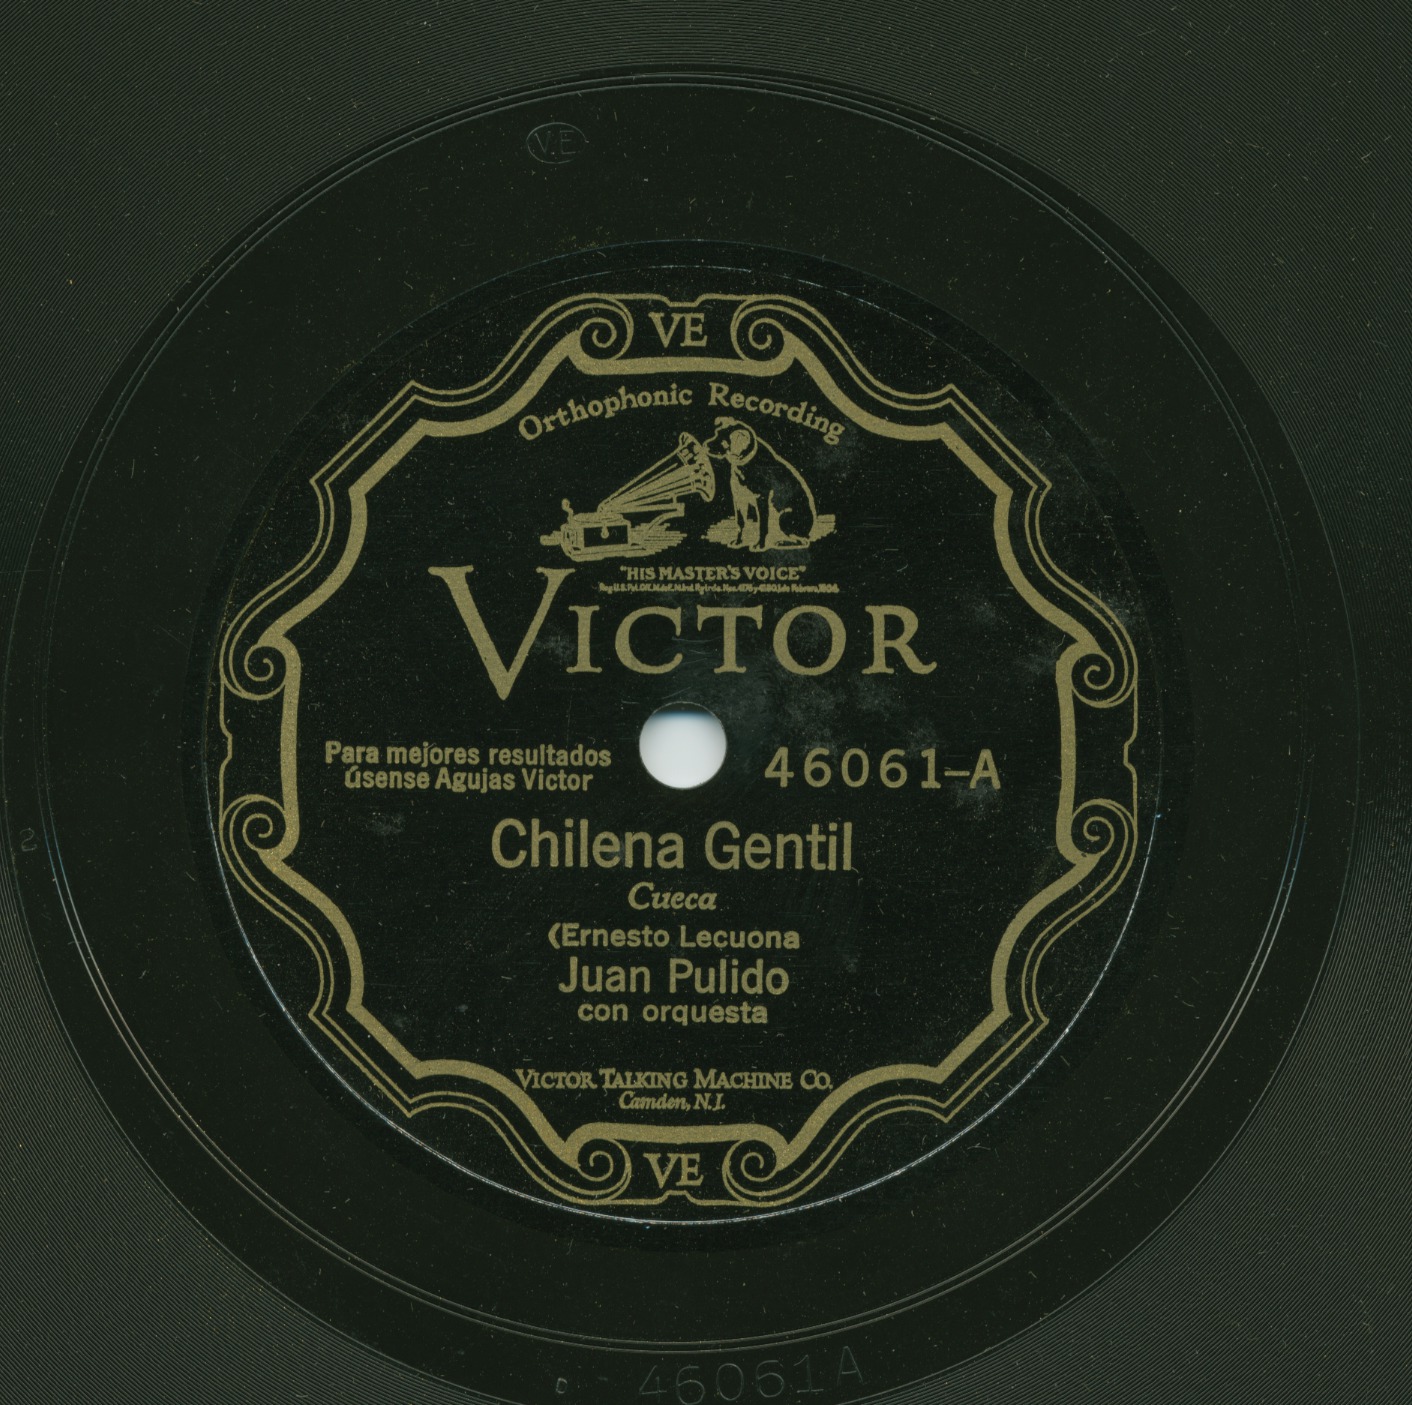 VE
VE
Orthophonic Recording
"HIS MASTER'S VOICE"
VICTOR
Para mejores resultados
úsense Agujas Victor
46061-A
Chilena Gentil
Cueca
(Ernesto Lecuona
Juan Pulido
con orquesta
VICTOR TALKING MACHINE CO.
Camden, N.J.
VE
2
46061A